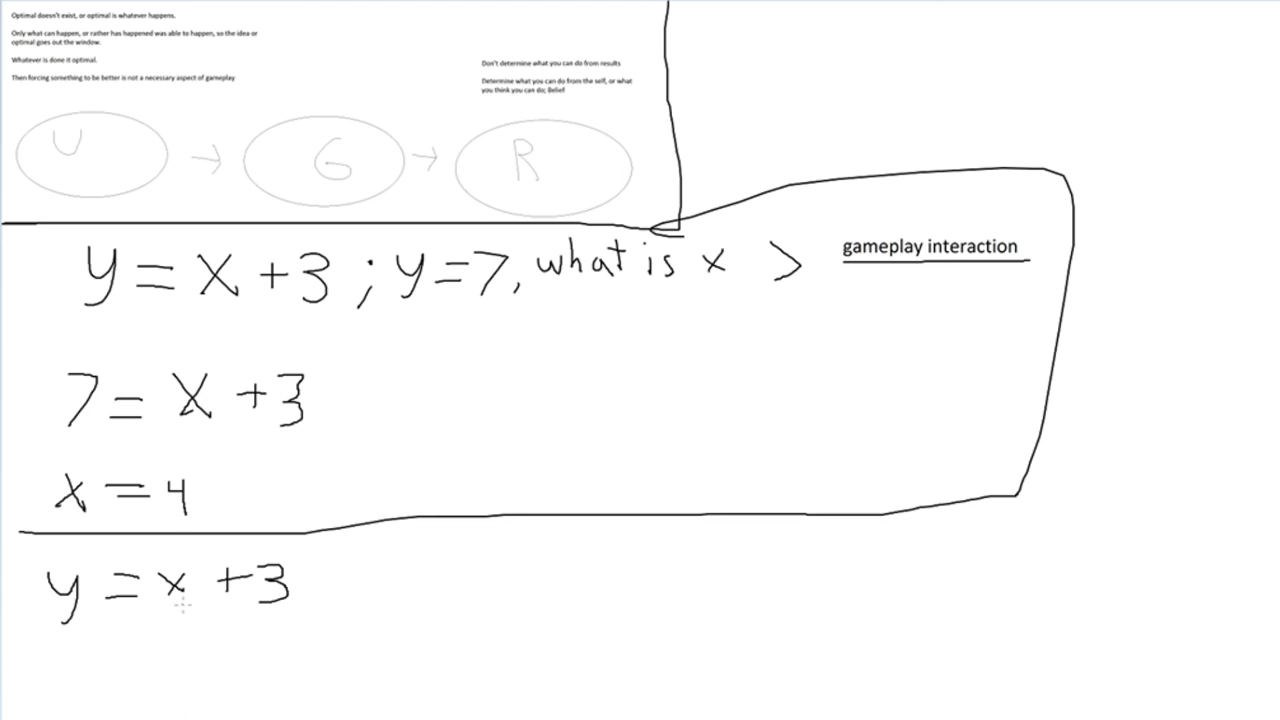 Optimal doesn't exist, or optimal is whatever happens.
Only what can happen, or rather has happened was able to happen, so the idea or
optimal goes out the window.
Whatever is done it optimal.
Then forcing something to be better is not a necessary aspect of gameplay
Don't determine what you can do from results
Determine what you can do from the self, or what
you think you can do; Belief
U → G → R
y = x + 3 ; y = 7, what is x >
gameplay interaction
7 = x + 3
x = 4
y = x + 3